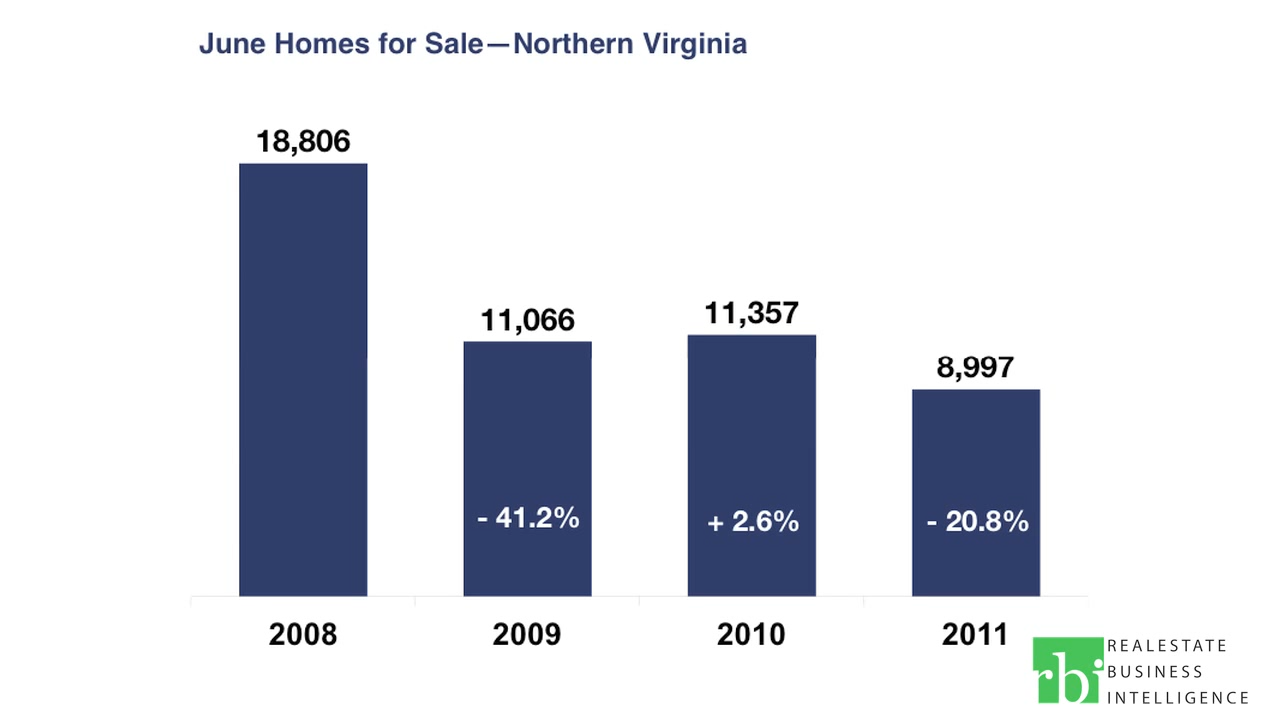 June Homes for Sale—Northern Virginia
18,806
11,066
11,357
8,997
- 41.2%
+ 2.6%
- 20.8%
2008
2009
2010
2011
rbi
REALESTATE
BUSINESS
INTELLIGENCE